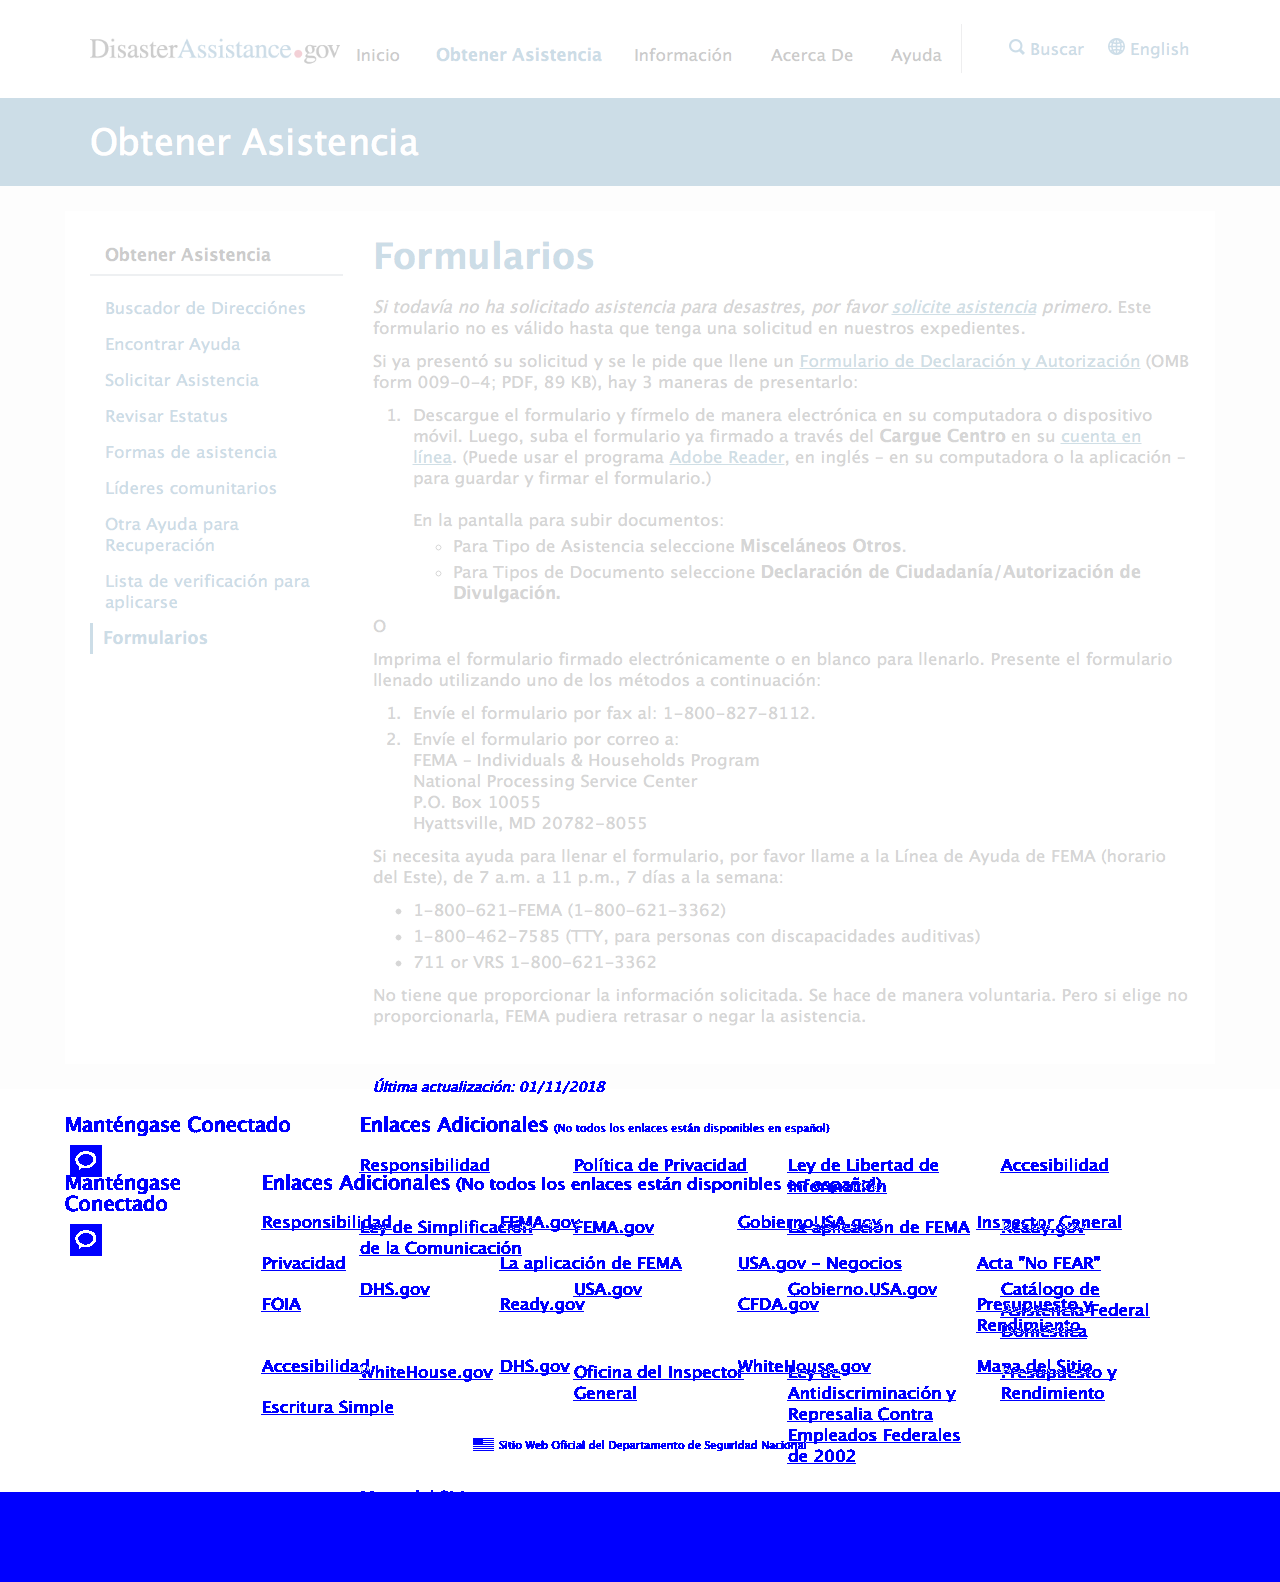 DisasterAssistance.gov Inicio Obtener Asistencia Información Acerca De Ayuda Buscar English
Obtener Asistencia
Obtener Asistencia
Buscador de Direcciónes
Encontrar Ayuda
Solicitar Asistencia
Revisar Estatus
Formas de asistencia
Líderes comunitarios
Otra Ayuda para
Recuperación
Lista de verificación para
aplicarse
Formularios
Formularios
Si todavía no ha solicitado asistencia para desastres, por favor solicite asistencia primero. Este
formulario no es válido hasta que tenga una solicitud en nuestros expedientes.
Si ya presentó su solicitud y se le pide que llene un Formulario de Declaración y Autorización (OMB
form 009-0-4; PDF, 89 KB), hay 3 maneras de presentarlo:
1. Descargue el formulario y fírmelo de manera electrónica en su computadora o dispositivo
móvil. Luego, suba el formulario ya firmado a través del Cargue Centro en su cuenta en
línea. (Puede usar el programa Adobe Reader, en inglés – en su computadora o la aplicación –
para guardar y firmar el formulario.)
En la pantalla para subir documentos:
Para Tipo de Asistencia seleccione Misceláneos Otros.
Para Tipos de Documento seleccione Declaración de Ciudadanía/Autorización de
Divulgación.
O
Imprima el formulario firmado electrónicamente o en blanco para llenarlo. Presente el formulario
llenado utilizando uno de los métodos a continuación:
1. Envíe el formulario por fax al: 1-800-827-8112.
2. Envíe el formulario por correo a:
FEMA – Individuals & Households Program
National Processing Service Center
P.O. Box 10055
Hyattsville, MD 20782-8055
Si necesita ayuda para llenar el formulario, por favor llame a la Línea de Ayuda de FEMA (horario
del Este), de 7 a.m. a 11 p.m., 7 días a la semana:
1-800-621-FEMA (1-800-621-3362)
1-800-462-7585 (TTY, para personas con discapacidades auditivas)
711 or VRS 1-800-621-3362
No tiene que proporcionar la información solicitada. Se hace de manera voluntaria. Pero si elige no
proporcionarla, FEMA pudiera retrasar o negar la asistencia.
Última actualización: 01/11/2018
Manténgase Conectado
Enlaces Adicionales (No todos los enlaces están disponibles en español)
Responsibilidad Política de Privacidad Ley de Libertad de Accesibilidad
Información
Ley de Simplificación FEMA.gov La aplicación de FEMA Ready.gov
de la Comunicación
DHS.gov USA.gov Gobierno.USA.gov Catálogo de
Asistencia Federal
Doméstica
WhiteHouse.gov Oficina del Inspector Ley de Presupuesto y
General Antidiscriminación y Rendimiento
Represalia Contra
Empleados Federales
de 2002
Manténgase
Conectado
Enlaces Adicionales (No todos los enlaces están disponibles en español)
Responsibilidad FEMA.gov Gobierno.USA.gov Inspector General
Privacidad La aplicación de FEMA USA.gov - Negocios Acta "No FEAR"
FOIA Ready.gov CFDA.gov Presupuesto y
Rendimiento
Accesibilidad DHS.gov WhiteHouse.gov Mapa del Sitio
Escritura Simple
Sitio Web Oficial del Departamento de Seguridad Nacional